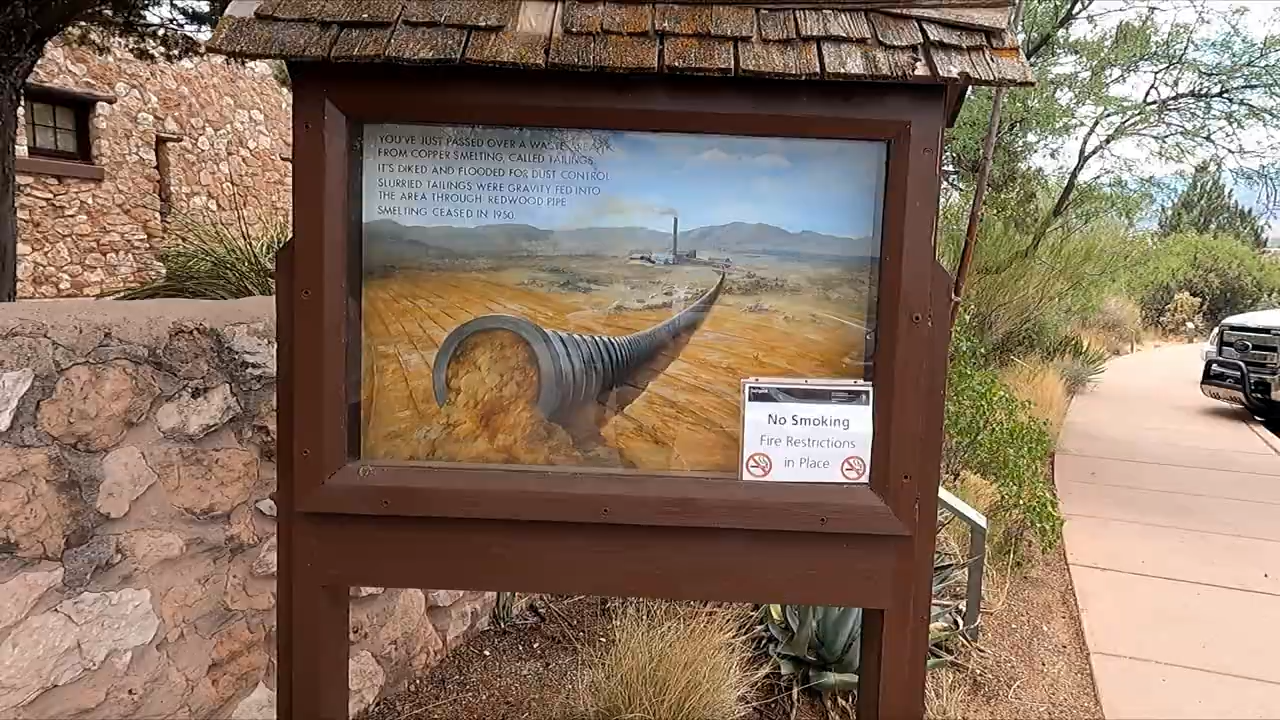 YOU'VE JUST PASSED OVER A WASTE
FROM COPPER SMELTING, CALLED TAILINGS.
IT'S DIKED AND FLOODED FOR DUST CONTROL.
SLURRIED TAILINGS WERE GRAVITY FED INTO
THE AREA THROUGH REDWOOD PIPE
SMELTING CEASED IN 1950.
No Smoking
Fire Restrictions
in Place